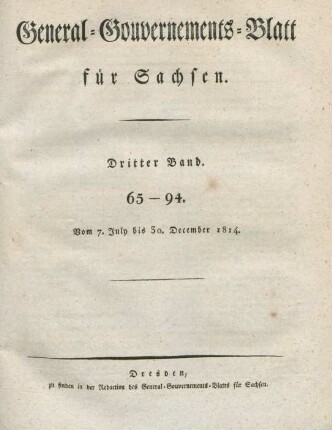 General-Gouvernements-Blatt
für Sachsen.
Dritter Band.
65 — 94.
Vom 7. July bis 30. December 1814.
Dresden,
zu finden in der Redaction des General-Gouvernements-Blatts für Sachsen.